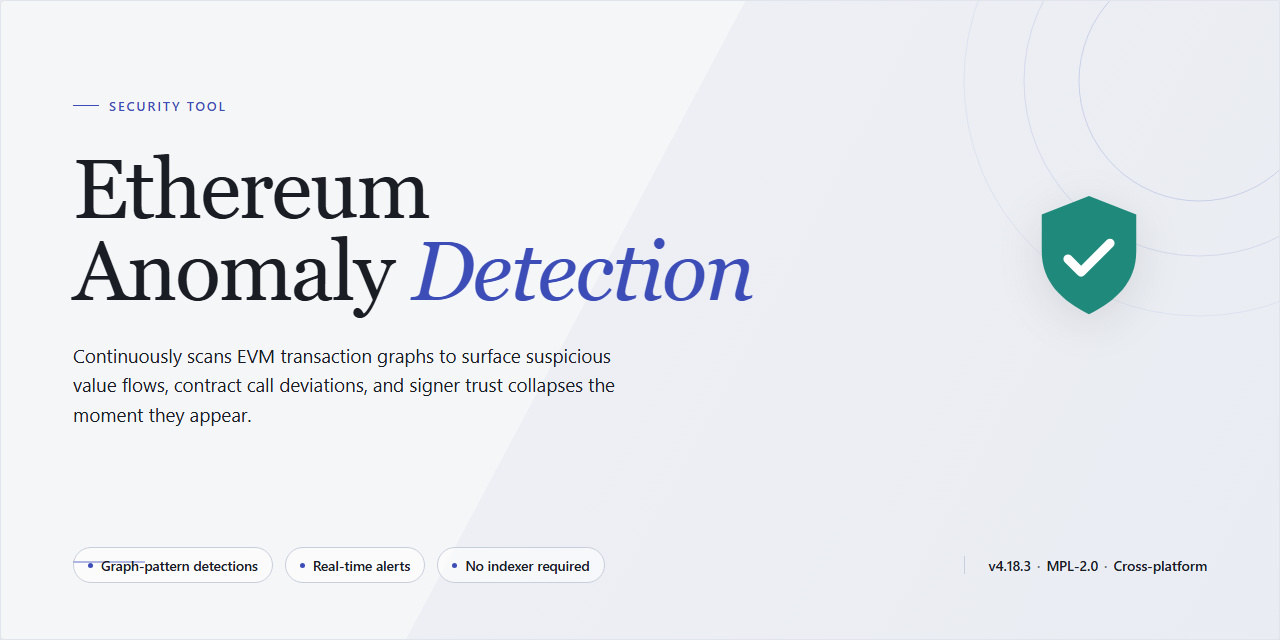 SECURITY TOOL
Ethereum
Anomaly Detection
Continuously scans EVM transaction graphs to surface suspicious
value flows, contract call deviations, and signer trust collapses the
moment they appear.
Graph-pattern detections
Real-time alerts
No indexer required
v4.18.3 · MPL-2.0 · Cross-platform